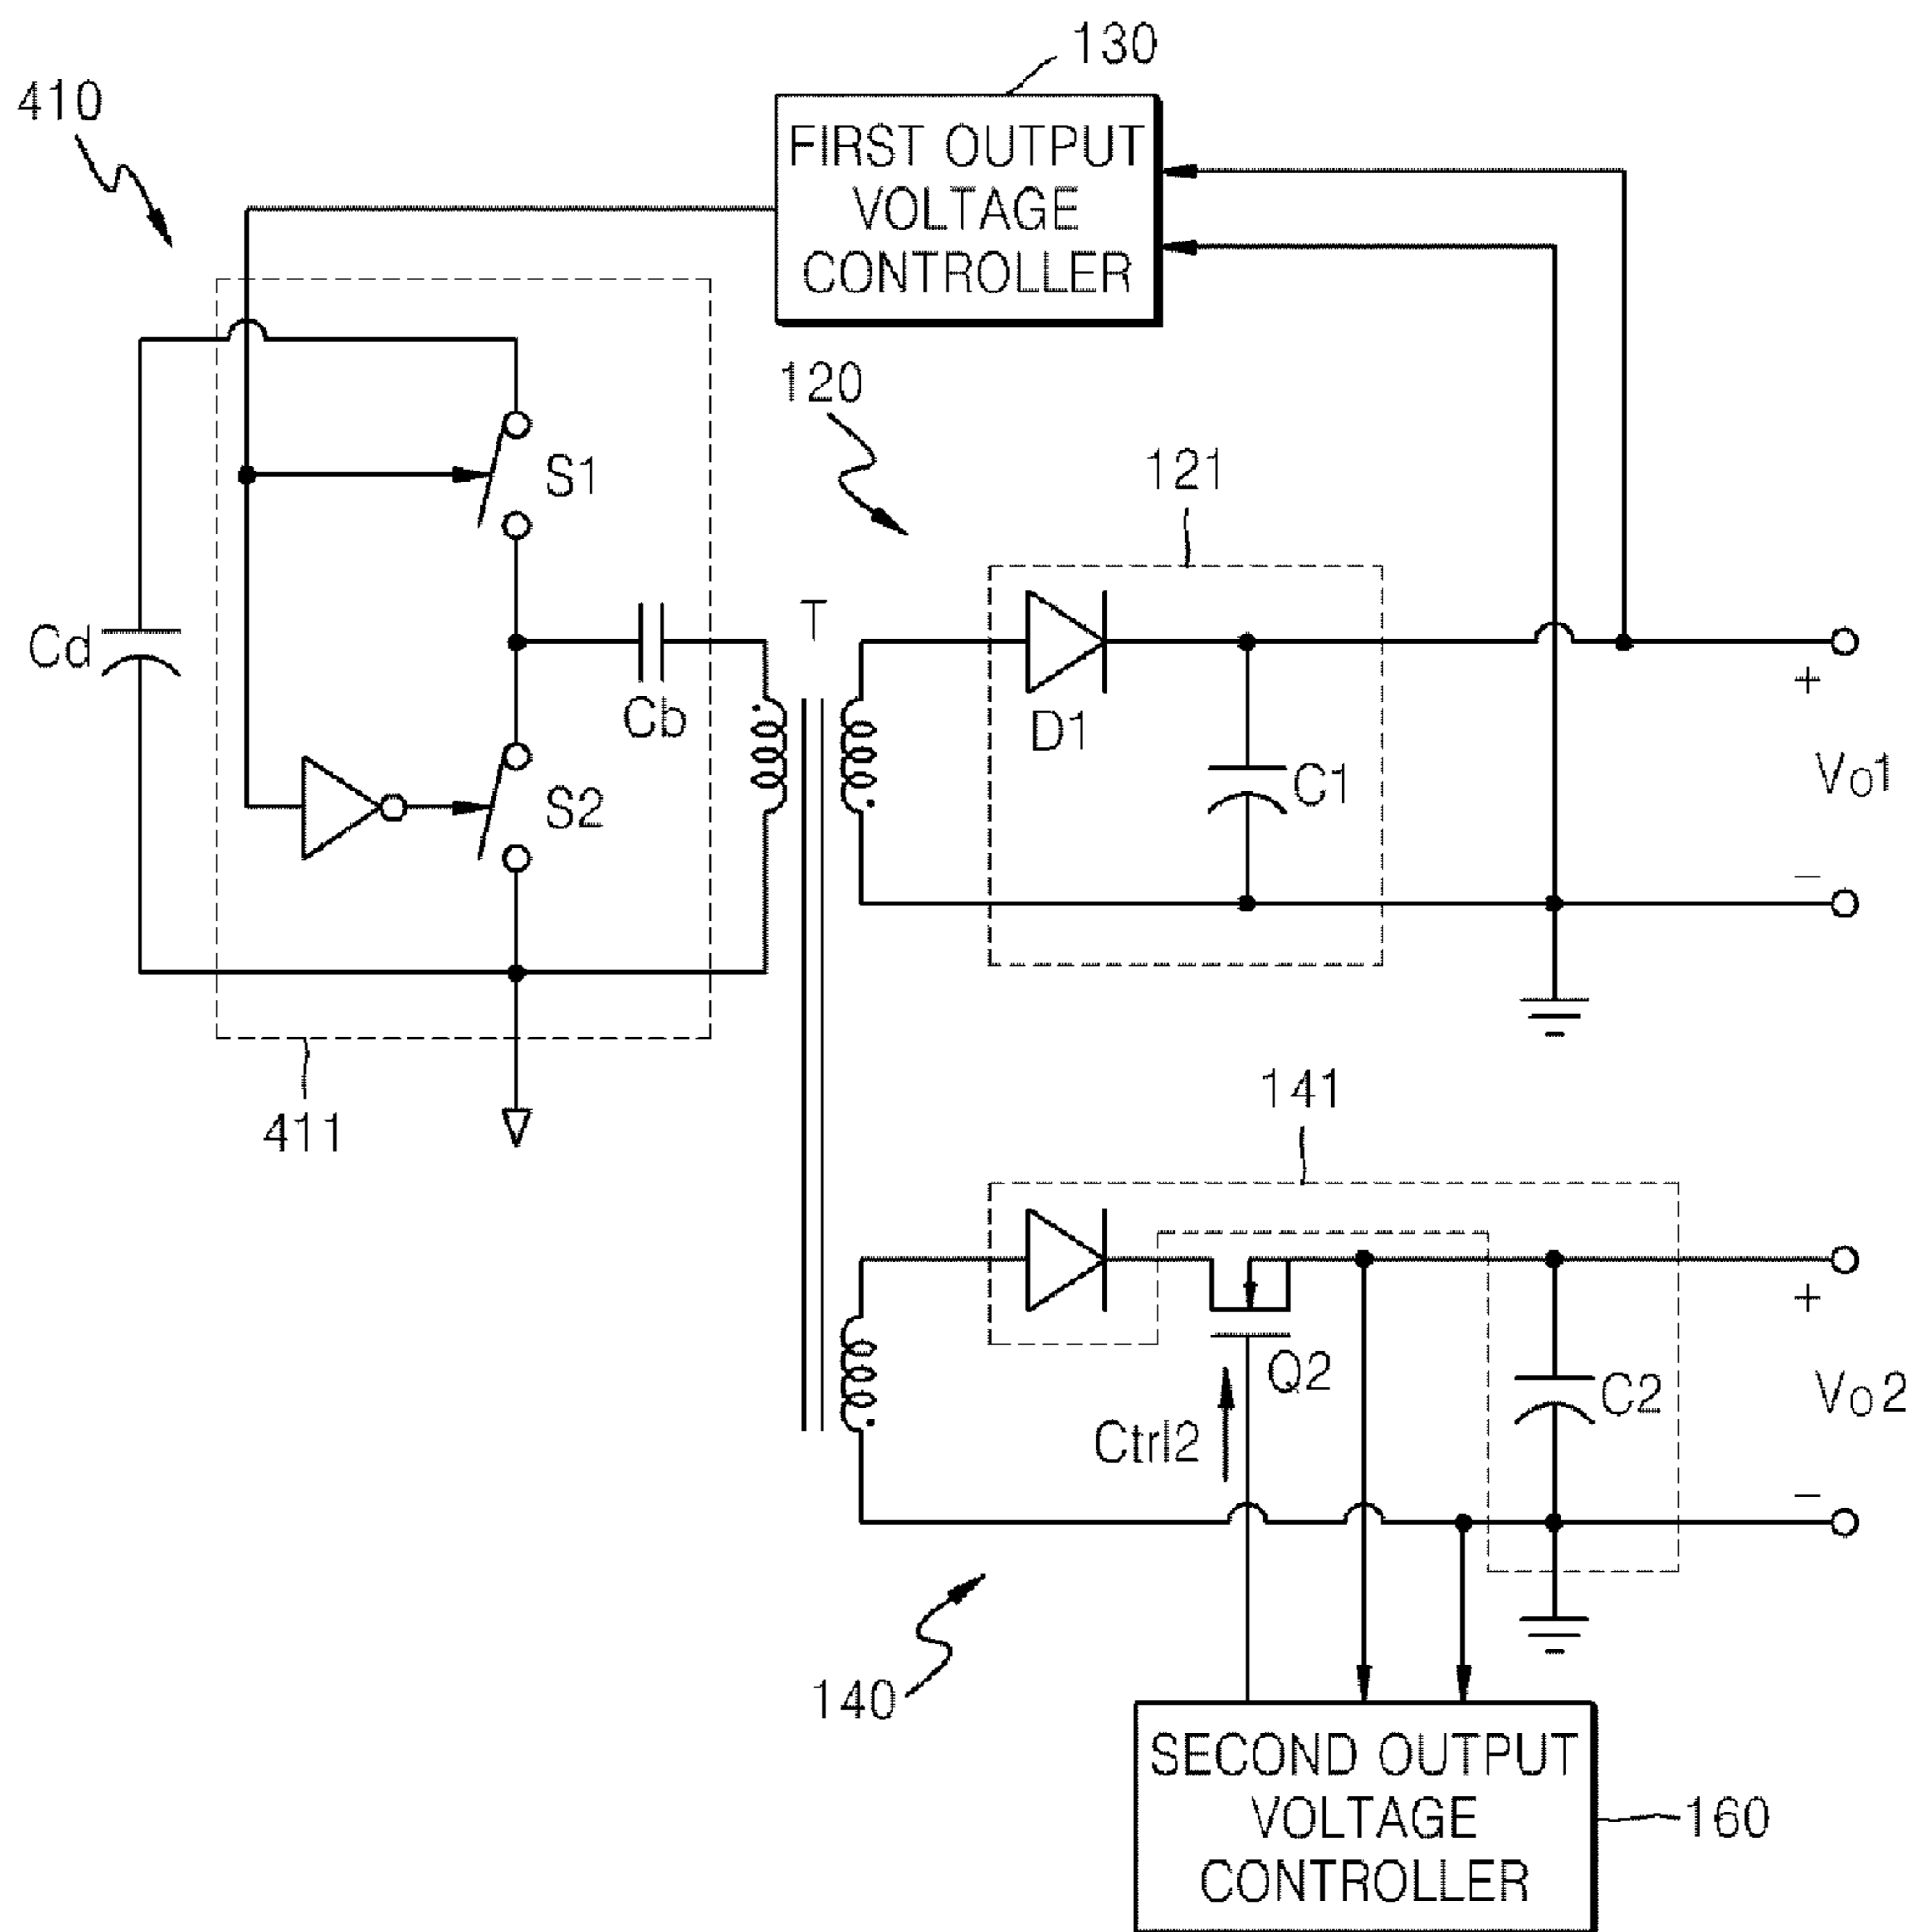 130
410
FIRST OUTPUT
VOLTAGE
CONTROLLER
120
121
S1
T
Cd
Cb
D1
+
C1
Vo1
S2
−
411
141
+
Q2
C2
Vo2
Ctrl2
−
140
SECOND OUTPUT
VOLTAGE
CONTROLLER
160